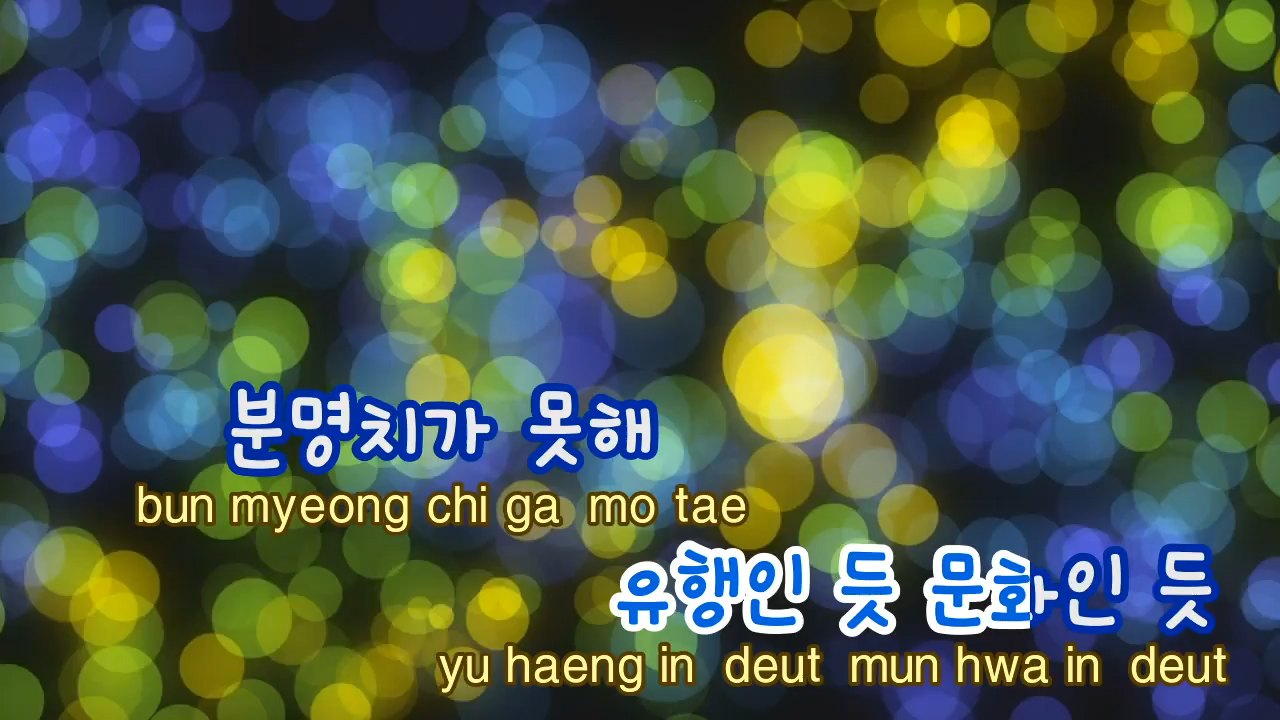 분명치가 못해
bun myeong chi ga mo tae
유행인 듯 문화인 듯
yu haeng in deut mun hwa in deut